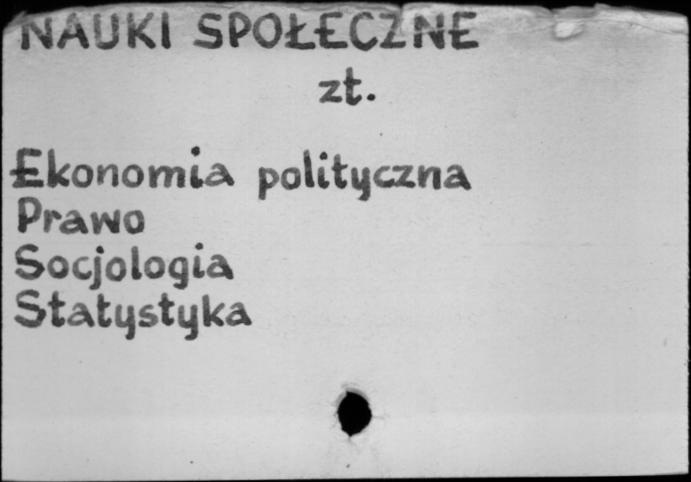 NAUKI SPOŁECZNE
zt.
Ekonomia polityczna
Prawo
Socjologia
Statystyka